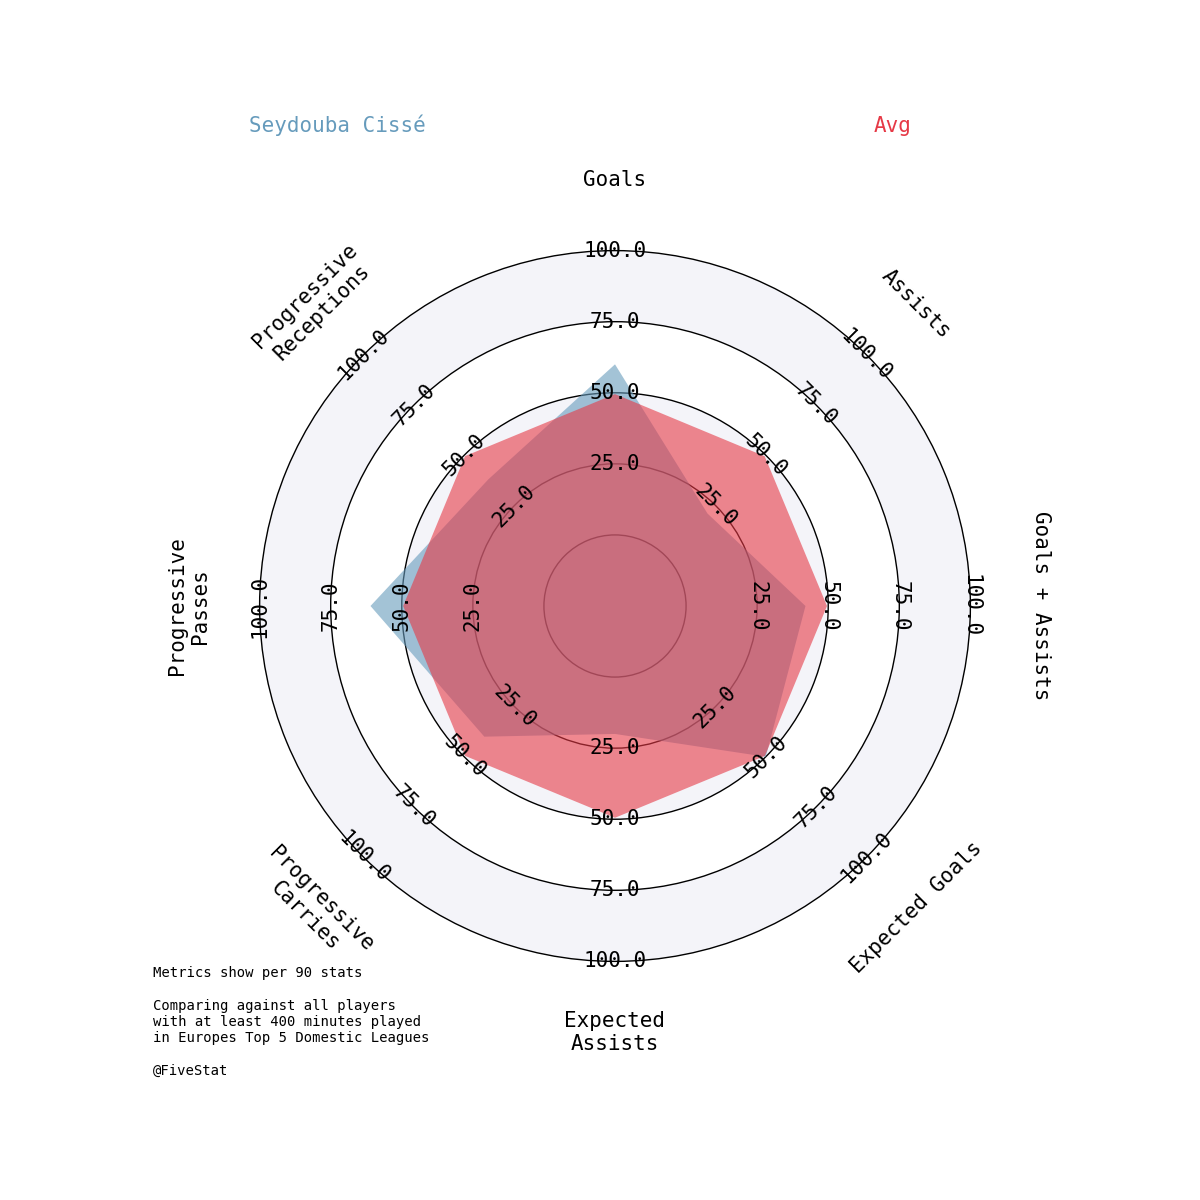 Seydouba Cissé
Avg
Goals
Assists
Goals + Assists
Expected Goals
Expected
Assists
Progressive
Carries
Progressive
Passes
Progressive
Receptions
25.0
50.0
75.0
100.0
25.0
50.0
75.0
100.0
25.0
50.0
75.0
100.0
25.0
50.0
75.0
100.0
25.0
50.0
75.0
100.0
25.0
50.0
75.0
100.0
25.0
50.0
75.0
100.0
25.0
50.0
75.0
100.0
Metrics show per 90 stats
Comparing against all players
with at least 400 minutes played
in Europes Top 5 Domestic Leagues
@FiveStat